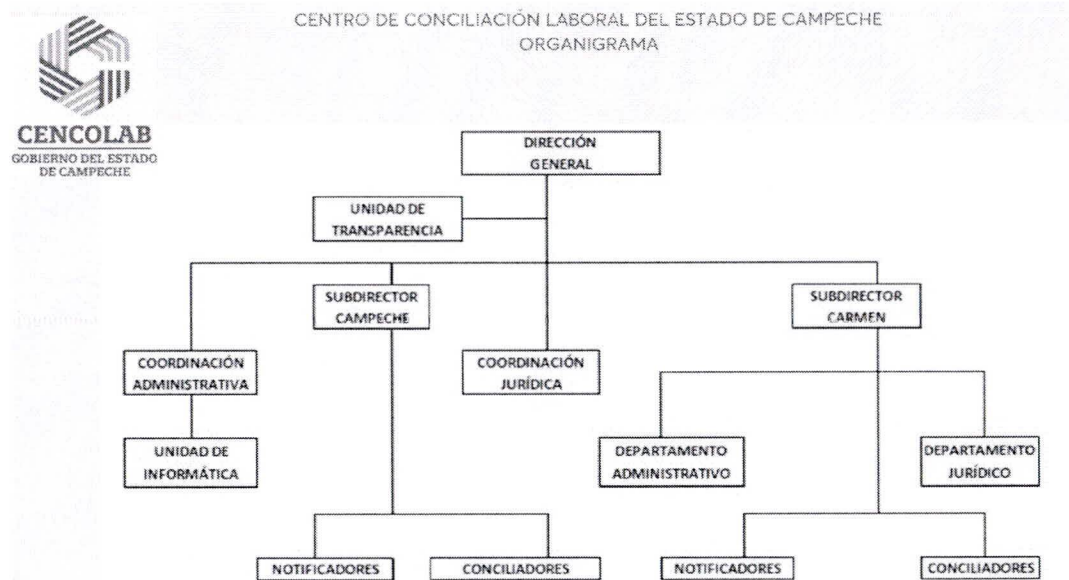 CENTRO DE CONCILIACIÓN LABORAL DEL ESTADO DE CAMPECHE
ORGANIGRAMA
CENCOLAB
GOBIERNO DEL ESTADO
DE CAMPECHE
DIRECCIÓN
GENERAL
UNIDAD DE
TRANSPARENCIA
SUBDIRECTOR
CAMPECHE
SUBDIRECTOR
CARMEN
COORDINACIÓN
ADMINISTRATIVA
COORDINACIÓN
JURÍDICA
UNIDAD DE
INFORMÁTICA
DEPARTAMENTO
ADMINISTRATIVO
DEPARTAMENTO
JURÍDICO
NOTIFICADORES
CONCILIADORES
NOTIFICADORES
CONCILIADORES